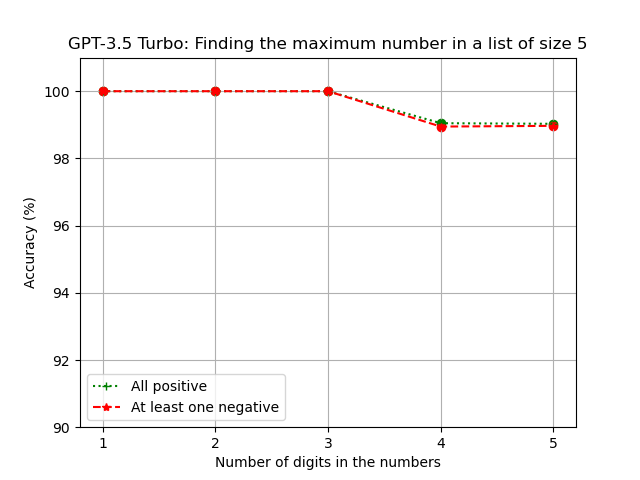 GPT-3.5 Turbo: Finding the maximum number in a list of size 5
Accuracy (%)
100
98
96
94
92
90
All positive
At least one negative
1 2 3 4 5
Number of digits in the numbers